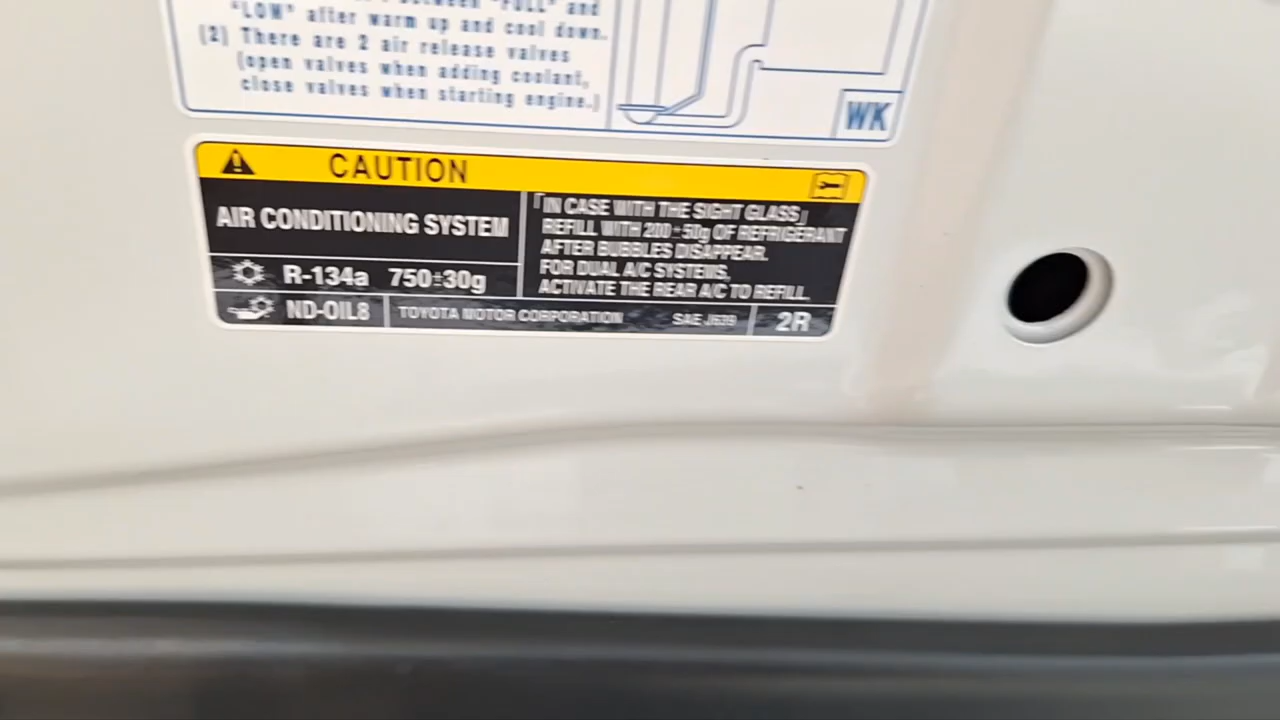 "FULL" and
"LOW" after warm up and cool down.
(2) There are 2 air release valves
(open valves when adding coolant,
close valves when starting engine.)
WK
CAUTION
AIR CONDITIONING SYSTEM
R-134a 750±30g
ND-OIL8
「IN CASE WITH THE SIGHT GLASS」
REFILL WITH 200±50g OF REFRIGERANT
AFTER BUBBLES DISAPPEAR.
FOR DUAL A/C SYSTEMS,
ACTIVATE THE REAR A/C TO REFILL.
TOYOTA MOTOR CORPORATION
SAE J639
2R